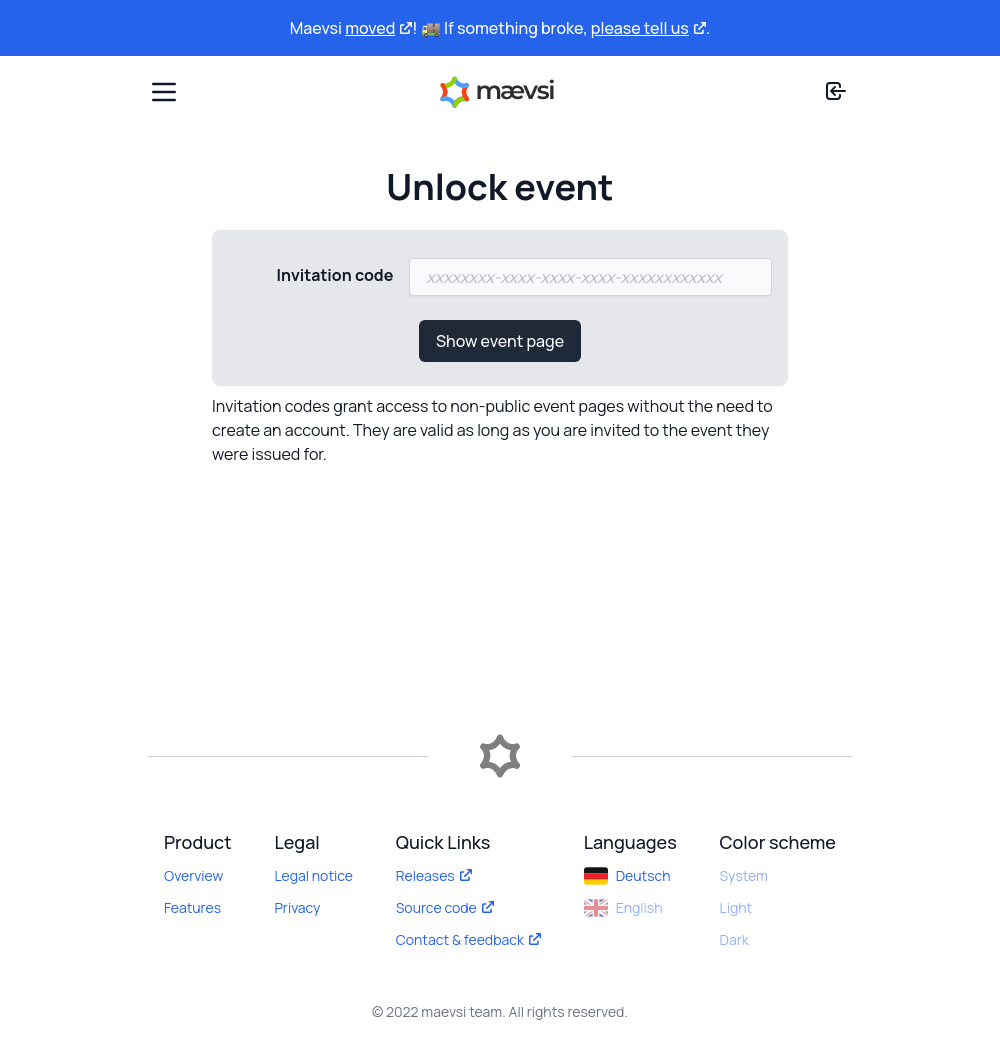 Maevsi moved! 🚚 If something broke, please tell us.
mævsi
Unlock event
Invitation code
xxxxxxxx-xxxx-xxxx-xxxx-xxxxxxxxxxxx
Show event page
Invitation codes grant access to non-public event pages without the need to
create an account. They are valid as long as you are invited to the event they
were issued for.
Product
Overview
Features
Legal
Legal notice
Privacy
Quick Links
Releases
Source code
Contact & feedback
Languages
Deutsch
English
Color scheme
System
Light
Dark
© 2022 maevsi team. All rights reserved.